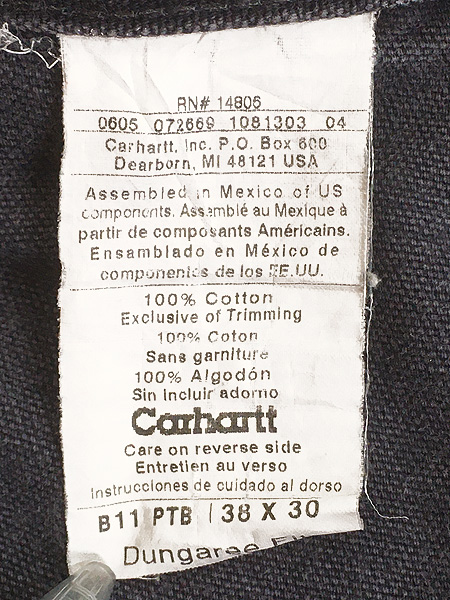 RN# 14806
0605 072669 1081303 04
Carhartt, Inc. P.O. Box 600
Dearborn, MI 48121 USA
Assembled in Mexico of US
components. Assemblé au Mexique à
partir de composants Américains.
Ensamblado en México de
componentes de los EE.UU.
100% Cotton
Exclusive of Trimming
100% Coton
Sans garniture
100% Algodón
Sin incluir adorno
Carhartt
Care on reverse side
Entretien au verso
Instrucciones de cuidado al dorso
B11 PTB | 38 X 30
Dungaree